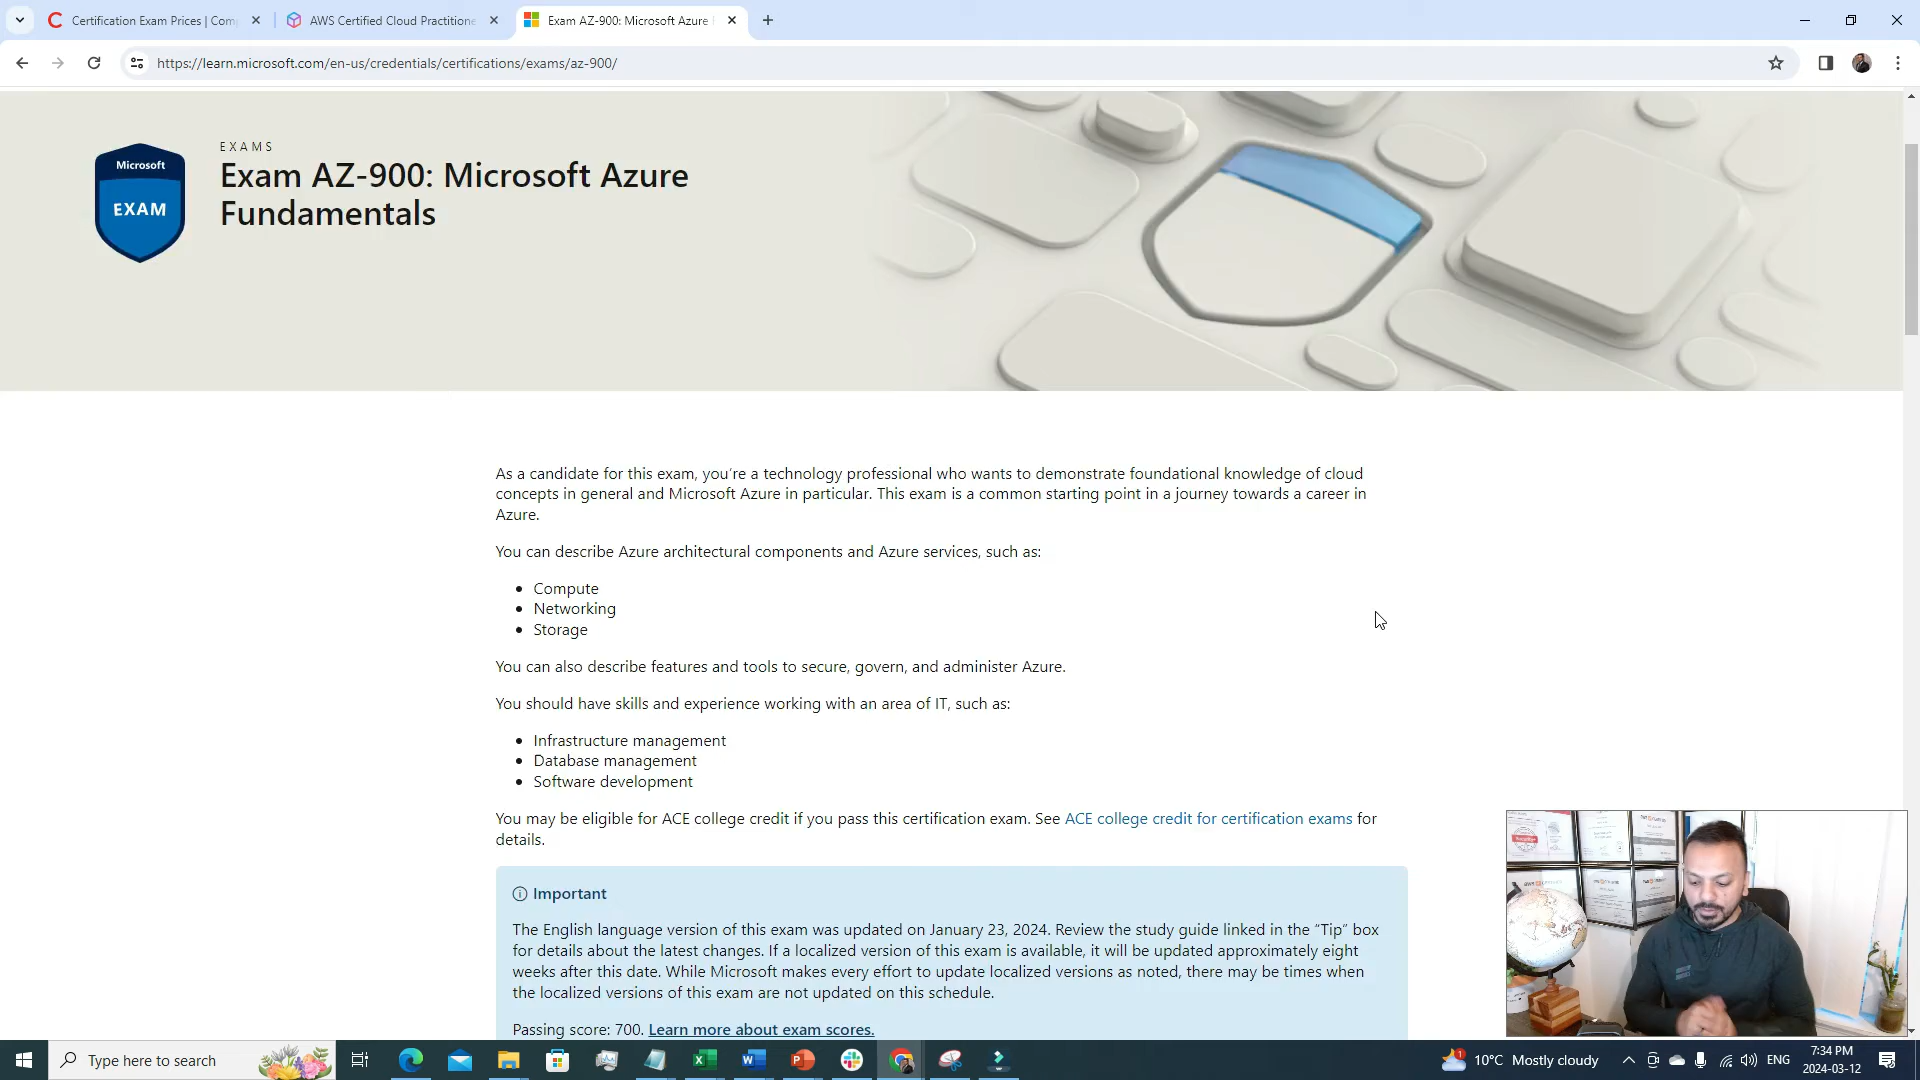 Certification Exam Prices | Com
AWS Certified Cloud Practitione
Exam AZ-900: Microsoft Azure
https://learn.microsoft.com/en-us/credentials/certifications/exams/az-900/
Microsoft
EXAM
EXAMS
Exam AZ-900: Microsoft Azure
Fundamentals
As a candidate for this exam, you're a technology professional who wants to demonstrate foundational knowledge of cloud
concepts in general and Microsoft Azure in particular. This exam is a common starting point in a journey towards a career in
Azure.
You can describe Azure architectural components and Azure services, such as:
• Compute
• Networking
• Storage
You can also describe features and tools to secure, govern, and administer Azure.
You should have skills and experience working with an area of IT, such as:
• Infrastructure management
• Database management
• Software development
You may be eligible for ACE college credit if you pass this certification exam. See ACE college credit for certification exams for
details.
Important
The English language version of this exam was updated on January 23, 2024. Review the study guide linked in the “Tip” box
for details about the latest changes. If a localized version of this exam is available, it will be updated approximately eight
weeks after this date. While Microsoft makes every effort to update localized versions as noted, there may be times when
the localized versions of this exam are not updated on this schedule.
Passing score: 700. Learn more about exam scores.
Type here to search
1
10°C Mostly cloudy
ENG
7:34 PM
2024-03-12